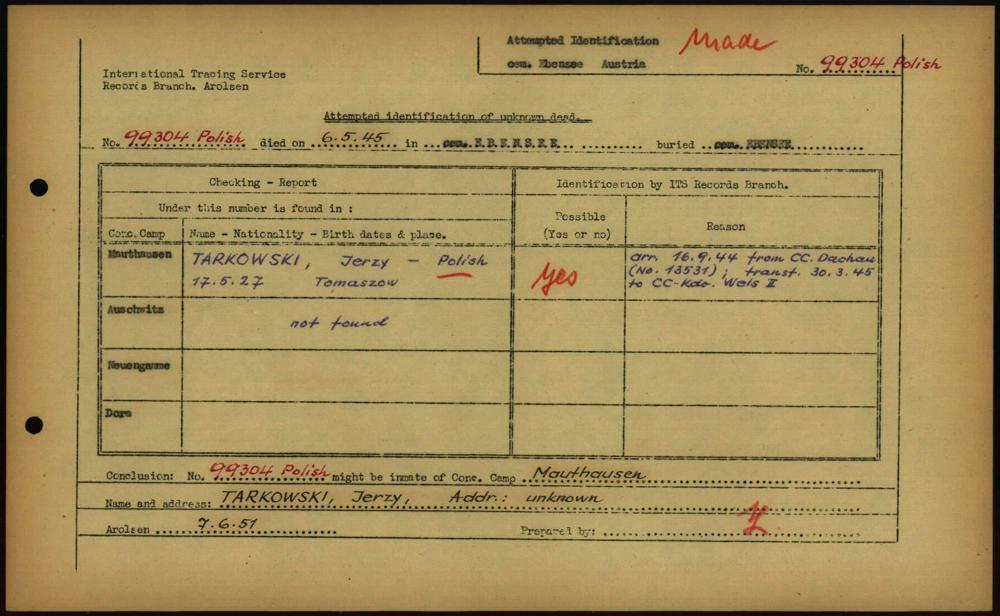 Attempted Identification Made
cem. Ebensee Austria
No. 99304 Polish
International Tracing Service
Records Branch. Arolsen
Attempted identification of unknown dead.
No. 99304 Polish died on 6.5.45 in cem. EBENSEE buried cem. EBENSEE
Checking - Report
Identification by ITS Records Branch.
Under this number is found in :
Conc. Camp
Name - Nationality - Birth dates & place.
Possible
(Yes or no)
Reason
Mauthausen
TARKOWSKI, Jerzy - Polish
17.5.27 Tomaszow
yes
arr. 16.9.44 from CC. Dachau
(No. 13531); transf. 30.3.45
to CC-Kdo. Wels II
Auschwitz
not found
Neuengamme
Dora
Conclusion: No. 99304 Polish might be inmate of Conc. Camp Mauthausen
Name and address: TARKOWSKI, Jerzy, Addr.: unknown
Arolsen 7.6.51 Prepared by: